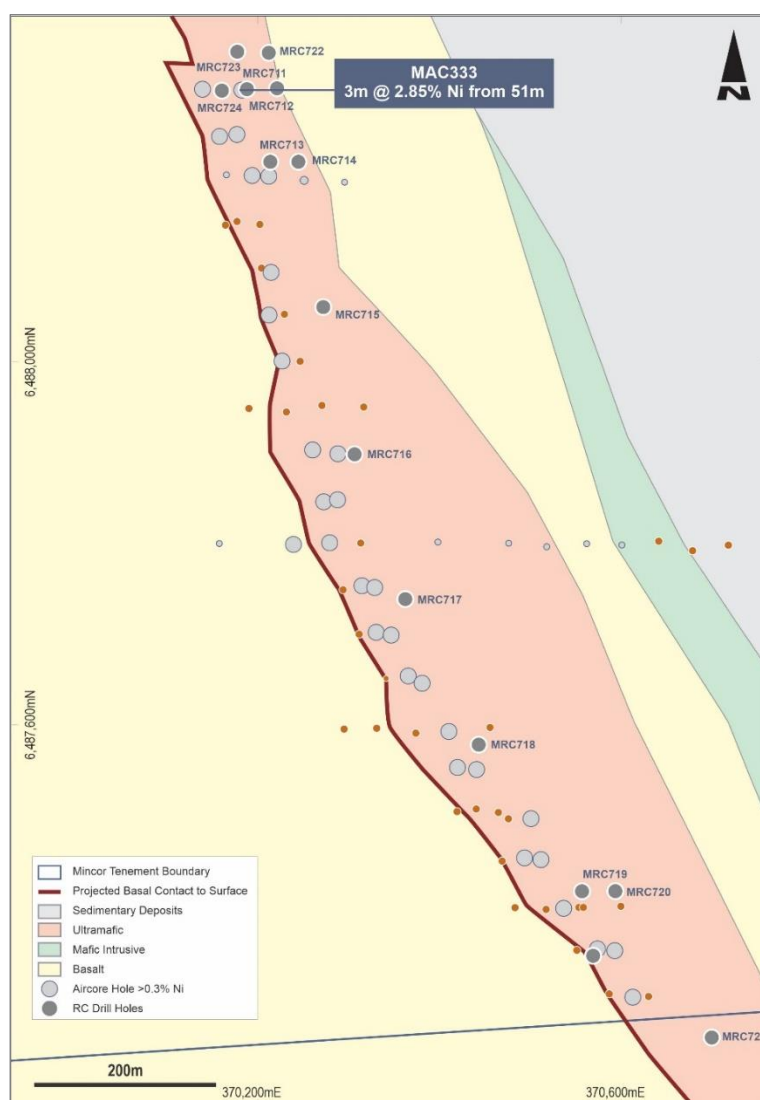 MRC722
MRC723
MRC711
MRC724
MRC712
MAC333
3m @ 2.85% Ni from 51m
N
MRC713
MRC714
MRC715
6,488,000mN
MRC716
MRC717
6,487,600mN
MRC718
MRC719
MRC720
MRC72
Mincor Tenement Boundary
Projected Basal Contact to Surface
Sedimentary Deposits
Ultramafic
Mafic Intrusive
Basalt
Aircore Hole >0.3% Ni
RC Drill Holes
200m
370,200mE
370,600mE